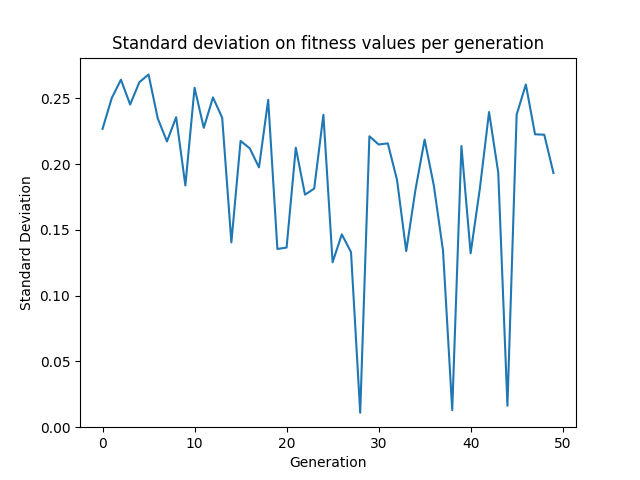 Standard deviation on fitness values per generation
0.25
0.20
0.15
0.10
0.05
0.00
Standard Deviation
0 10 20 30 40 50
Generation